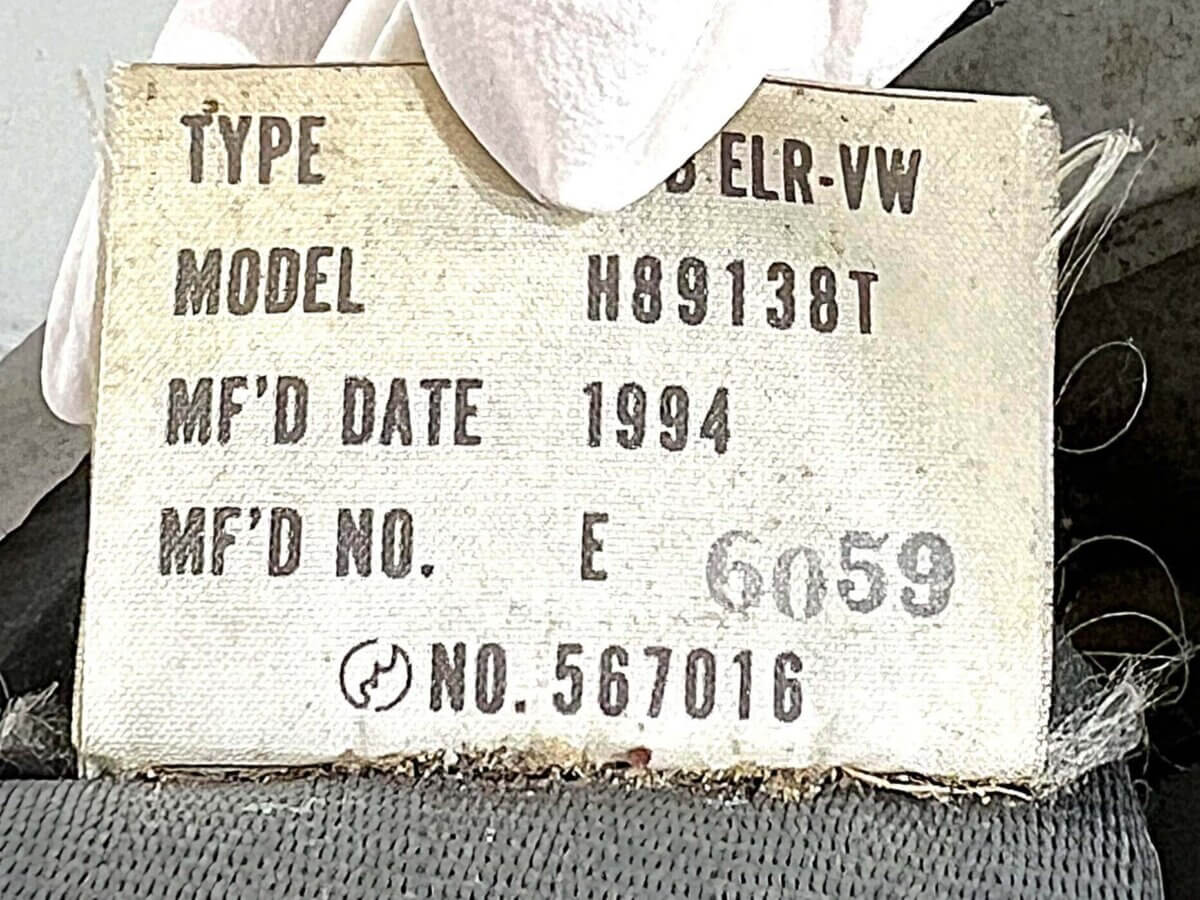 TYPE ELR-VW
MODEL H89138T
MF'D DATE 1994
MF'D NO. E 6059
NO. 567016